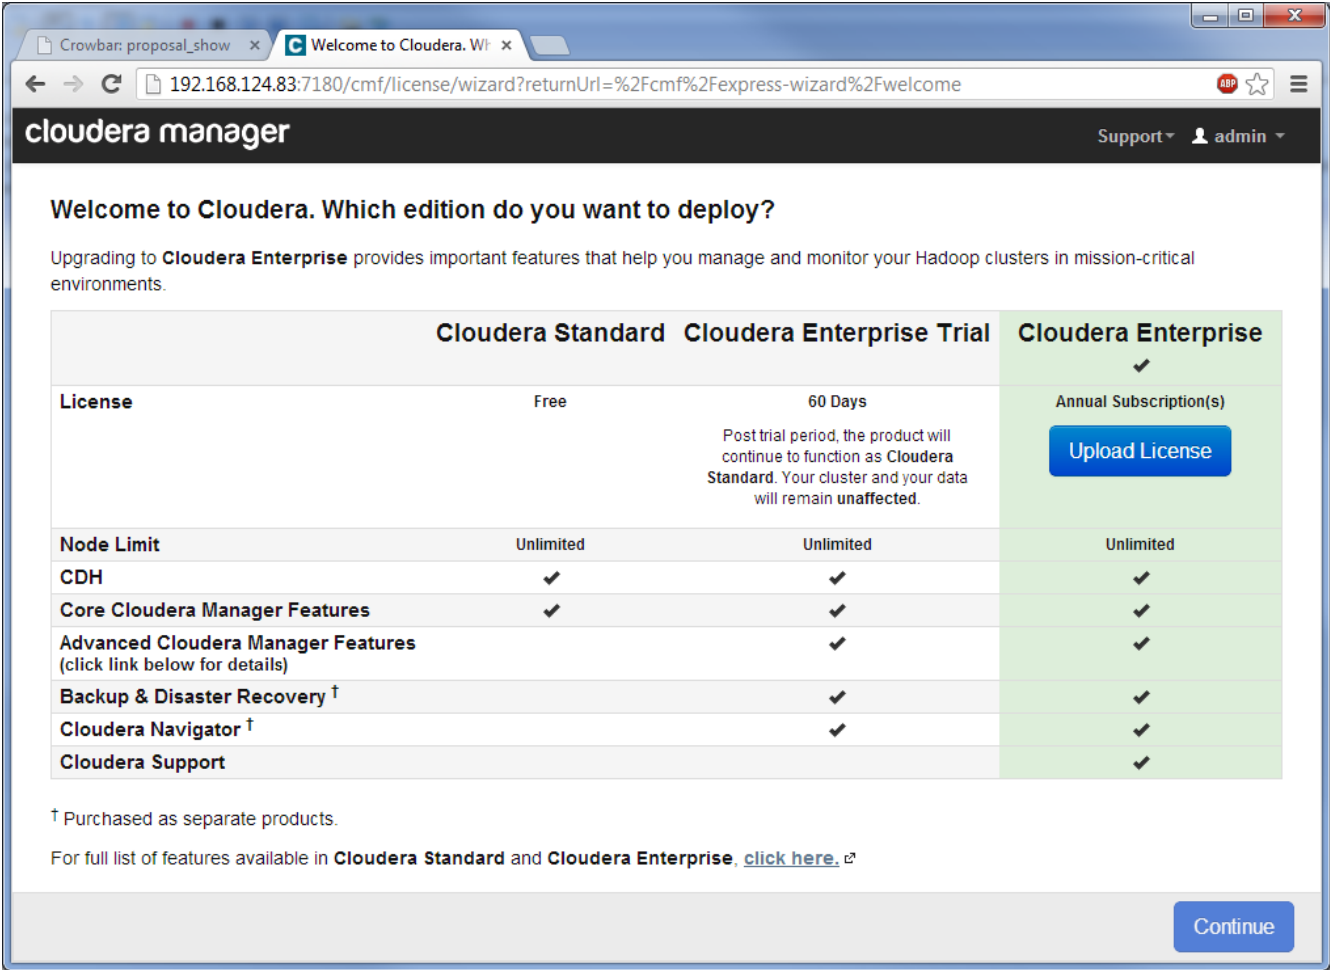 Crowbar: proposal_show
Welcome to Cloudera. Wh
192.168.124.83:7180/cmf/license/wizard?returnUrl=%2Fcmf%2Fexpress-wizard%2Fwelcome
ABP
cloudera manager
Support admin
Welcome to Cloudera. Which edition do you want to deploy?
Upgrading to Cloudera Enterprise provides important features that help you manage and monitor your Hadoop clusters in mission-critical
environments.
Cloudera Standard Cloudera Enterprise Trial Cloudera Enterprise
✔
License Free 60 Days Annual Subscription(s)
Post trial period, the product will
continue to function as Cloudera
Standard. Your cluster and your data
will remain unaffected.
Upload License
Node Limit Unlimited Unlimited Unlimited
CDH ✔ ✔ ✔
Core Cloudera Manager Features ✔ ✔ ✔
Advanced Cloudera Manager Features ✔ ✔
(click link below for details)
Backup & Disaster Recovery † ✔ ✔
Cloudera Navigator † ✔ ✔
Cloudera Support ✔
† Purchased as separate products.
For full list of features available in Cloudera Standard and Cloudera Enterprise, click here.
Continue